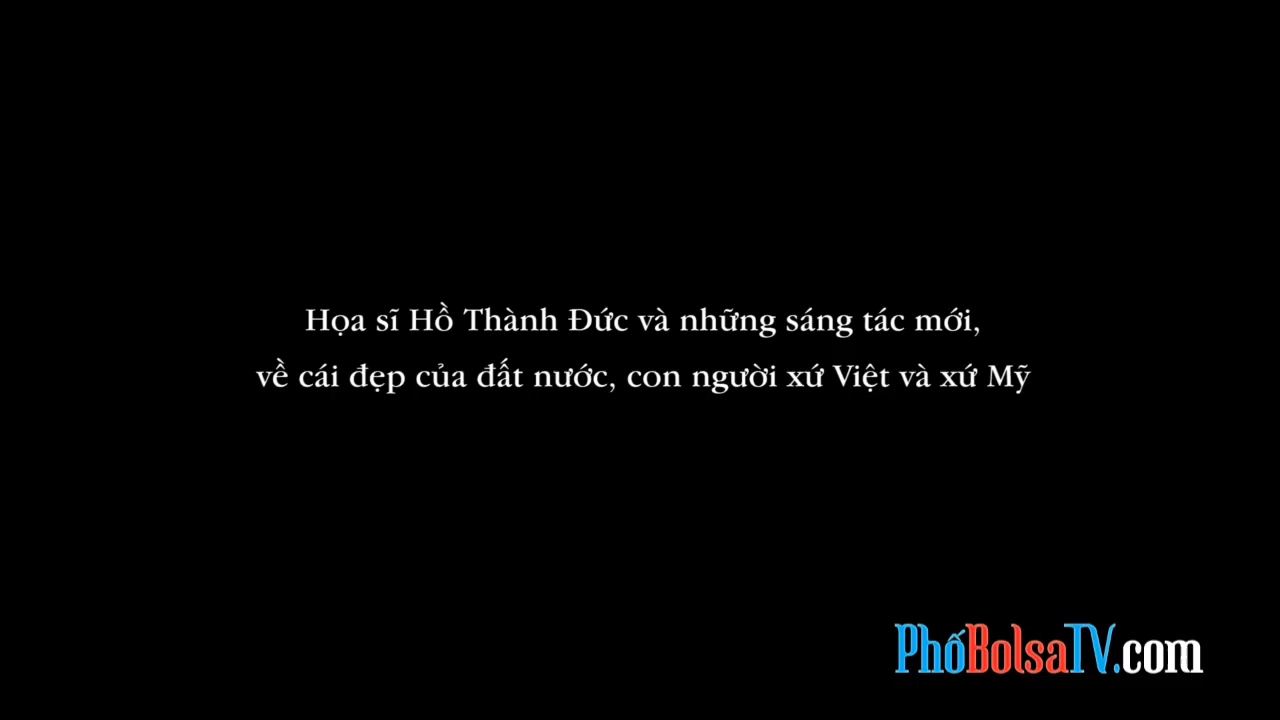 Họa sĩ Hồ Thành Đức và những sáng tác mới,
về cái đẹp của đất nước, con người xứ Việt và xứ Mỹ
PhốBolsaTV.com